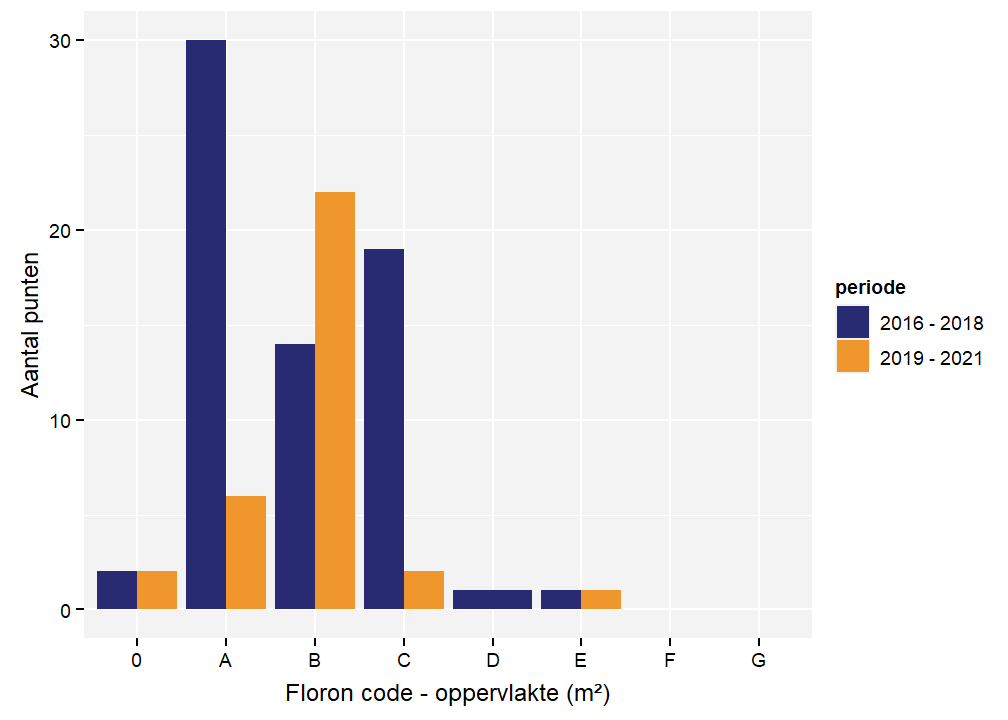 30
20
10
0
Aantal punten
0 A B C D E F G
Floron code - oppervlakte (m²)
periode
2016 - 2018
2019 - 2021